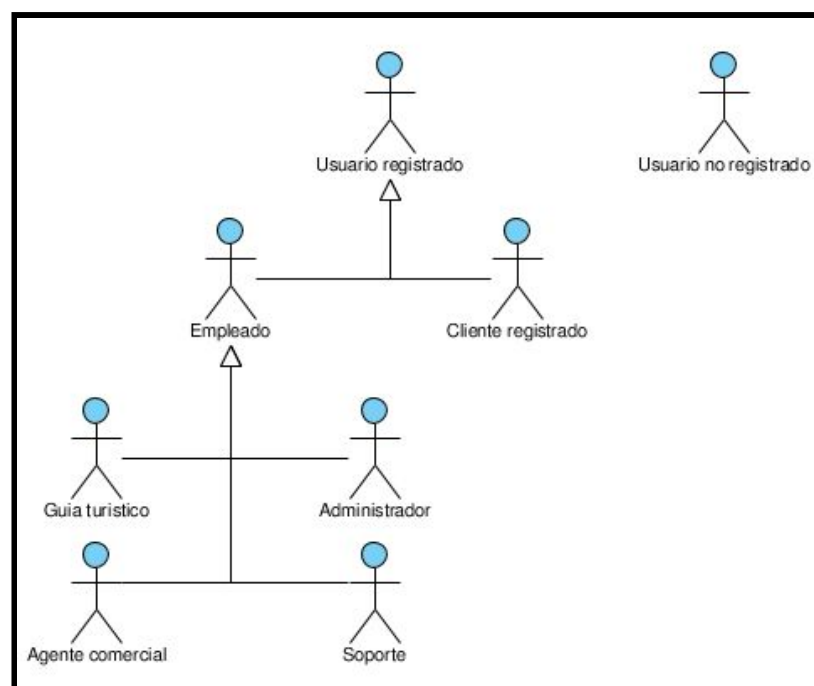 Usuario registrado
Usuario no registrado
Empleado
Cliente registrado
Guia turistico
Administrador
Agente comercial
Soporte